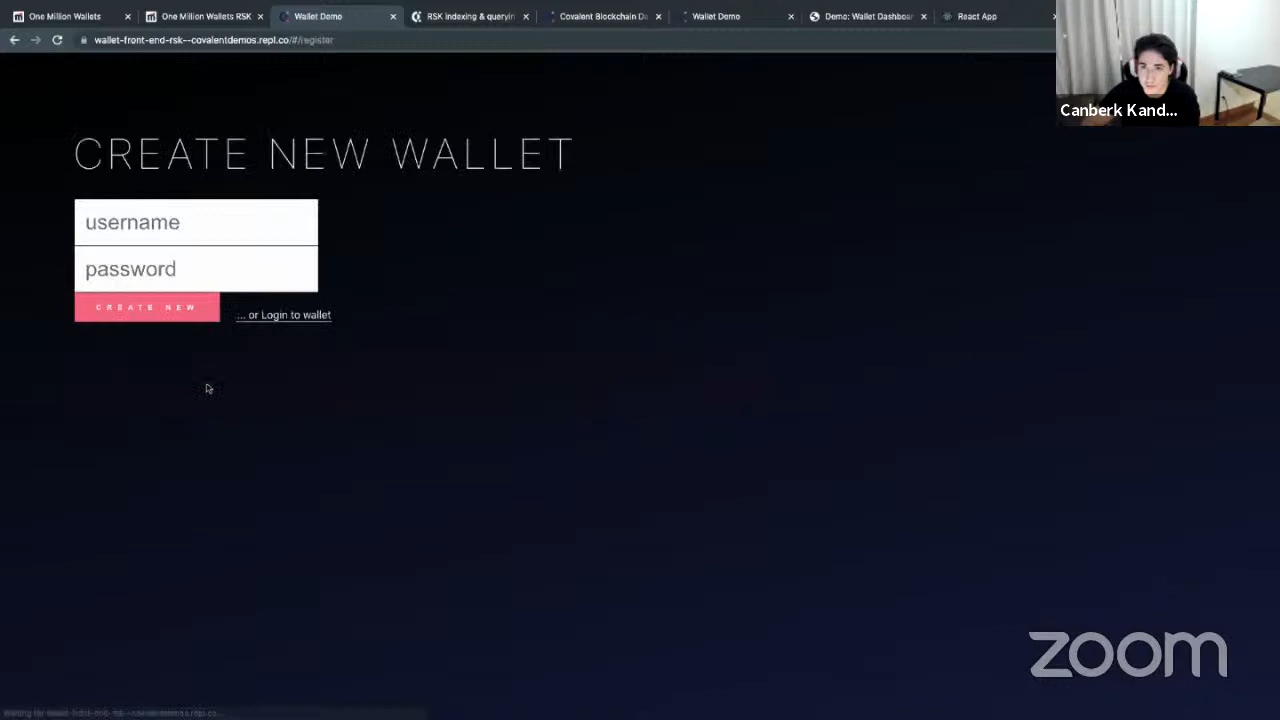 One Million Wallets
One Million Wallets RSK
Wallet Demo
RSK indexing & queryin
Covalent Blockchain Da
Wallet Demo
Demo: Wallet Dashboar
React App
wallet-front-end-rsk--covalentdemos.repl.co/#/register
Canberk Kand...
CREATE NEW WALLET
username
password
CREATE NEW
... or Login to wallet
zoom